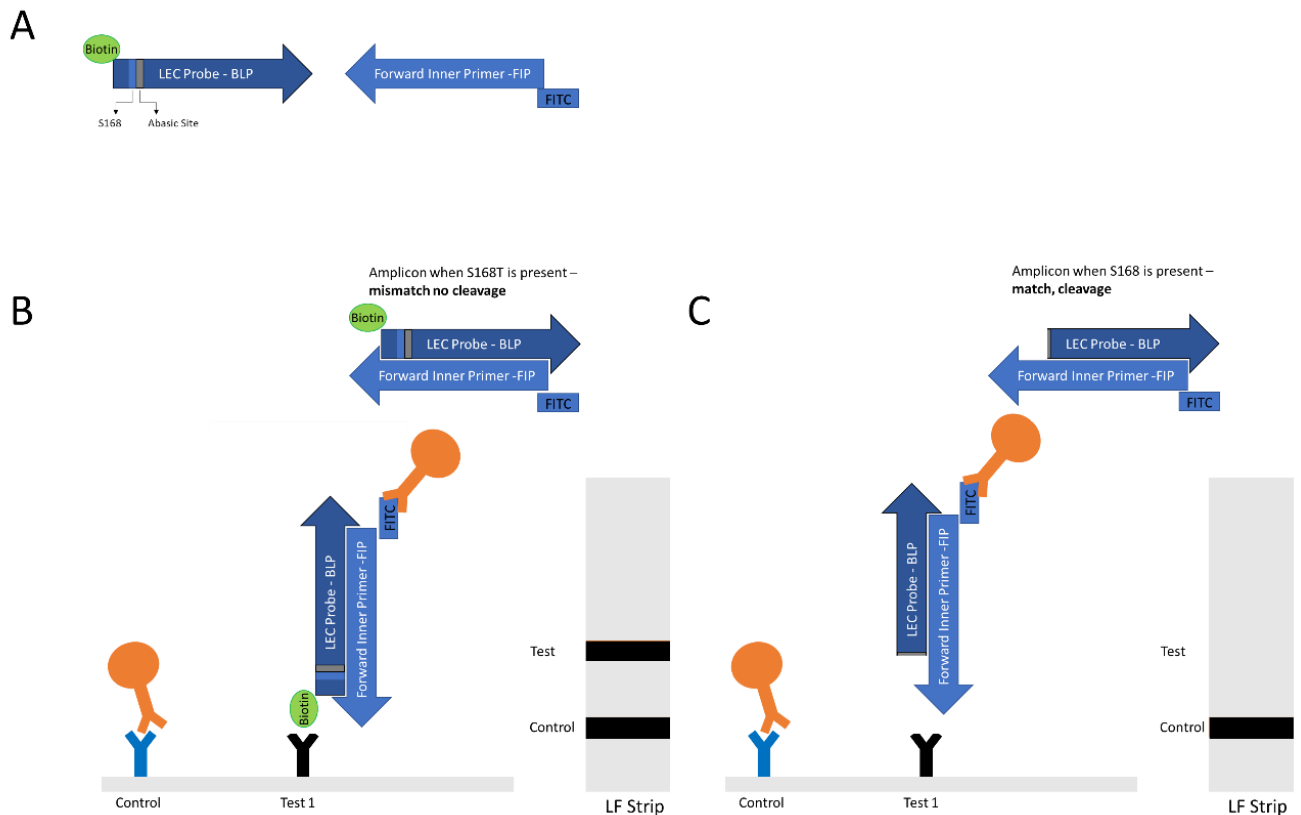 A
Biotin
LEC Probe - BLP
Forward Inner Primer -FIP
FITC
S168
Abasic Site
Amplicon when S168T is present –
mismatch no cleavage
B
Biotin
LEC Probe - BLP
Forward Inner Primer -FIP
FITC
FITC
LEC Probe - BLP
Forward Inner Primer -FIP
Biotin
Test
Control
Control
Test 1
LF Strip
Amplicon when S168 is present –
match, cleavage
C
LEC Probe - BLP
Forward Inner Primer -FIP
FITC
FITC
LEC Probe - BLP
Forward Inner Primer -FIP
Test
Control
Control
Test 1
LF Strip